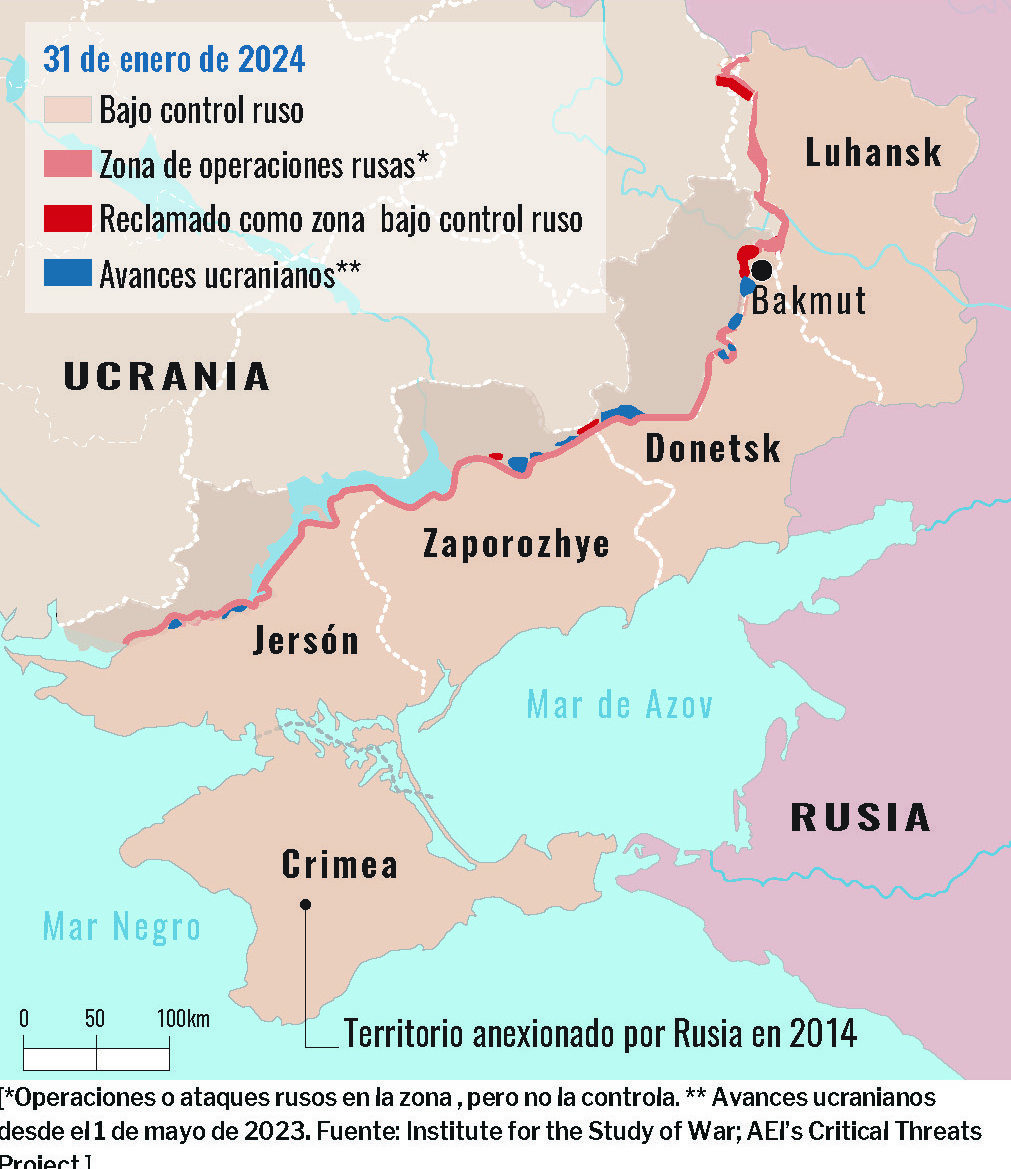 31 de enero de 2024
Bajo control ruso
Zona de operaciones rusas*
Reclamado como zona bajo control ruso
Avances ucranianos**
Luhansk
Bakmut
UCRANIA
Donetsk
Zaporozhye
Jersón
Mar de Azov
RUSIA
Crimea
Mar Negro
0 50 100km
Territorio anexionado por Rusia en 2014
[*Operaciones o ataques rusos en la zona , pero no la controla. ** Avances ucranianos
desde el 1 de mayo de 2023. Fuente: Institute for the Study of War; AEI's Critical Threats
Project.]